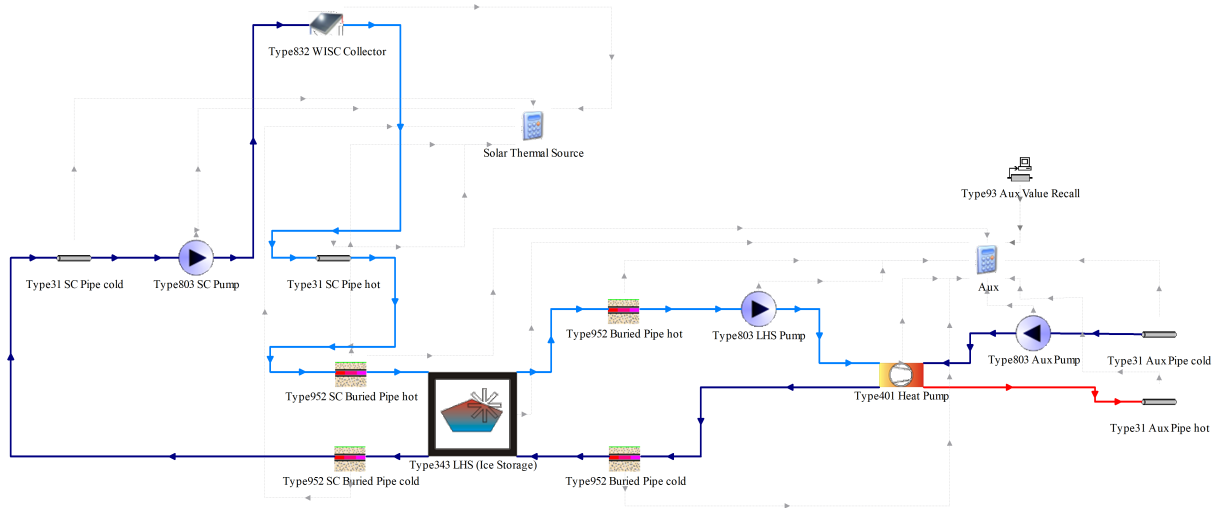 Type832 WISC Collector
Solar Thermal Source
Type93 Aux Value Recall
Type31 SC Pipe cold
Type803 SC Pump
Type31 SC Pipe hot
Aux
Type952 Buried Pipe hot
Type803 LHS Pump
Type803 Aux Pump
Type31 Aux Pipe cold
Type952 SC Buried Pipe hot
Type401 Heat Pump
Type31 Aux Pipe hot
Type343 LHS (Ice Storage)
Type952 SC Buried Pipe cold
Type952 Buried Pipe cold